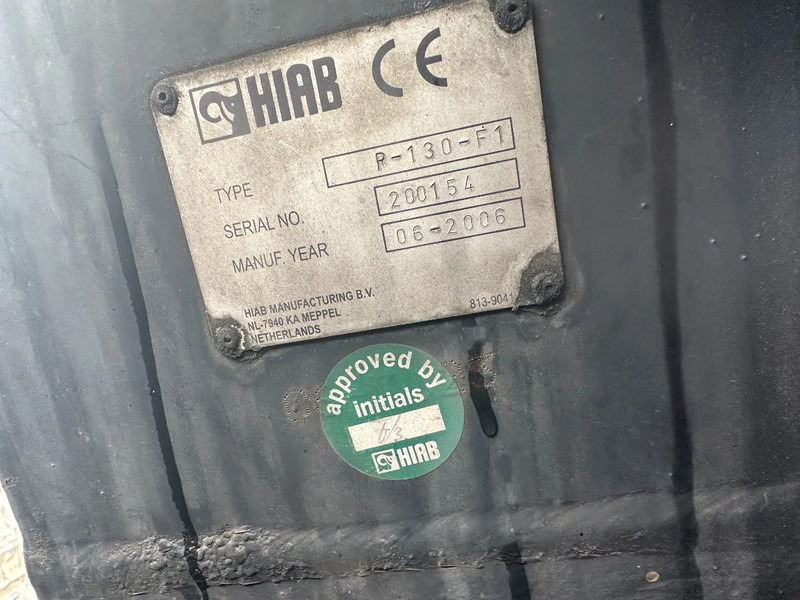 HIAB CE
TYPE R-130-F1
SERIAL NO. 200154
MANUF. YEAR 06-2006
HIAB MANUFACTURING B.V.
NL-7940 KA MEPPEL
NETHERLANDS
813-9041
approved by
initials
HIAB